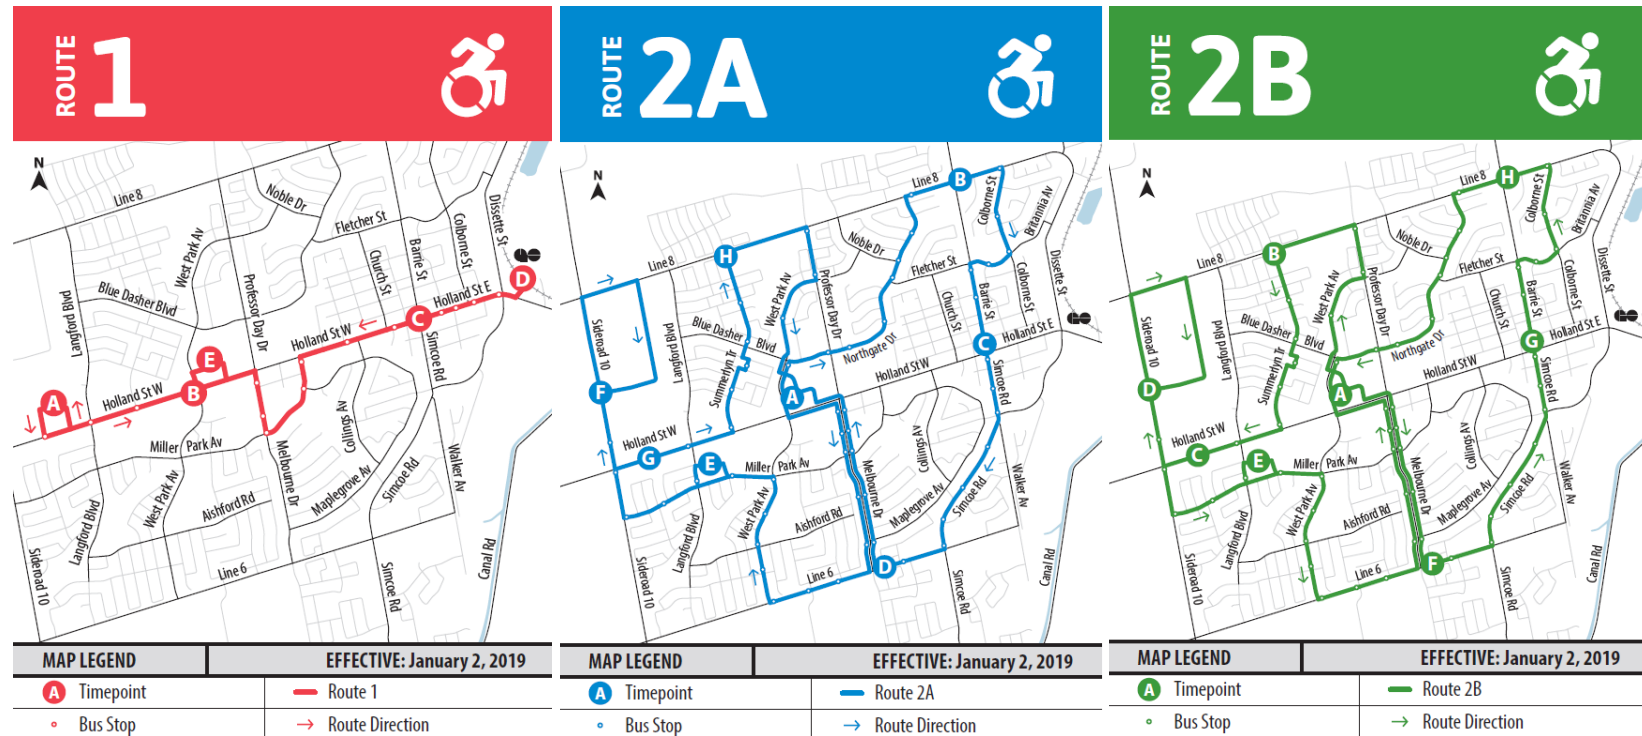 ROUTE 1
N
Line 8
Noble Dr
Fletcher St
West Park Av
Professor Day Dr
Church St
Barrie St
Colborne St
Dissette St
Langford Blvd
Blue Dasher Blvd
Holland St W
Holland St E
Simcoe Rd
A
B
C
D
E
Holland St W
Miller Park Av
Collings Av
West Park Av
Aishford Rd
Melbourne Dr
Maplegrove Av
Simcoe Rd
Walker Av
Langford Blvd
Sideroad 10
Line 6
Simcoe Rd
Canal Rd
MAP LEGEND
EFFECTIVE: January 2, 2019
A Timepoint
Route 1
Bus Stop
Route Direction
ROUTE 2A
N
Line 8
B
Colborne St
Britannia Av
Noble Dr
Fletcher St
Line 8
H
West Park Av
Professor Day Dr
Church St
Barrie St
Colborne St
Dissette St
Sideroad 10
Langford Blvd
Blue Dasher Blvd
Summerlyn Tr
Northgate Dr
Holland St E
C
Holland St W
Simcoe Rd
F
A
Holland St W
G
E
Miller Park Av
Collings Av
West Park Av
Aishford Rd
Melbourne Dr
Maplegrove Av
Simcoe Rd
Walker Av
Langford Blvd
Sideroad 10
Line 6
D
Simcoe Rd
Canal Rd
MAP LEGEND
EFFECTIVE: January 2, 2019
A Timepoint
Route 2A
Bus Stop
Route Direction
ROUTE 2B
N
Line 8
H
Colborne St
Britannia Av
Noble Dr
Fletcher St
Line 8
B
West Park Av
Professor Day Dr
Church St
Barrie St
Colborne St
Dissette St
Sideroad 10
Langford Blvd
Blue Dasher Blvd
Summerlyn Tr
Northgate Dr
Holland St E
G
Holland St W
Simcoe Rd
D
A
Holland St W
C
E
Miller Park Av
Collings Av
West Park Av
Aishford Rd
Melbourne Dr
Maplegrove Av
Simcoe Rd
Walker Av
Langford Blvd
Sideroad 10
Line 6
F
Simcoe Rd
Canal Rd
MAP LEGEND
EFFECTIVE: January 2, 2019
A Timepoint
Route 2B
Bus Stop
Route Direction